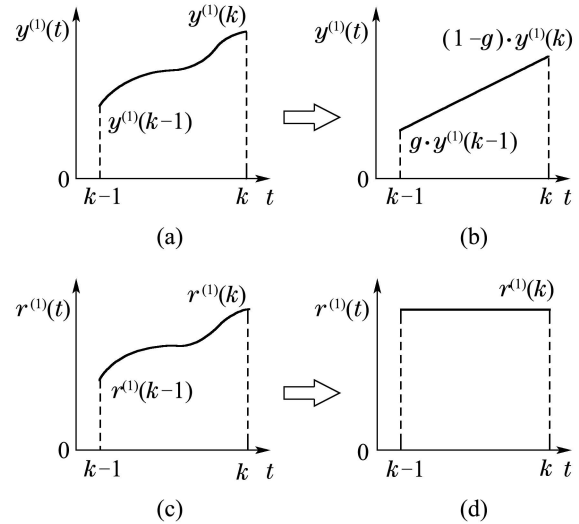 y⁽¹⁾(t)
y⁽¹⁾(k)
y⁽¹⁾(k−1)
0
k−1
k
t
(a)
y⁽¹⁾(t)
(1−g)·y⁽¹⁾(k)
g·y⁽¹⁾(k−1)
0
k−1
k
t
(b)
r⁽¹⁾(t)
r⁽¹⁾(k)
r⁽¹⁾(k−1)
0
k−1
k
t
(c)
r⁽¹⁾(t)
r⁽¹⁾(k)
0
k−1
k
t
(d)